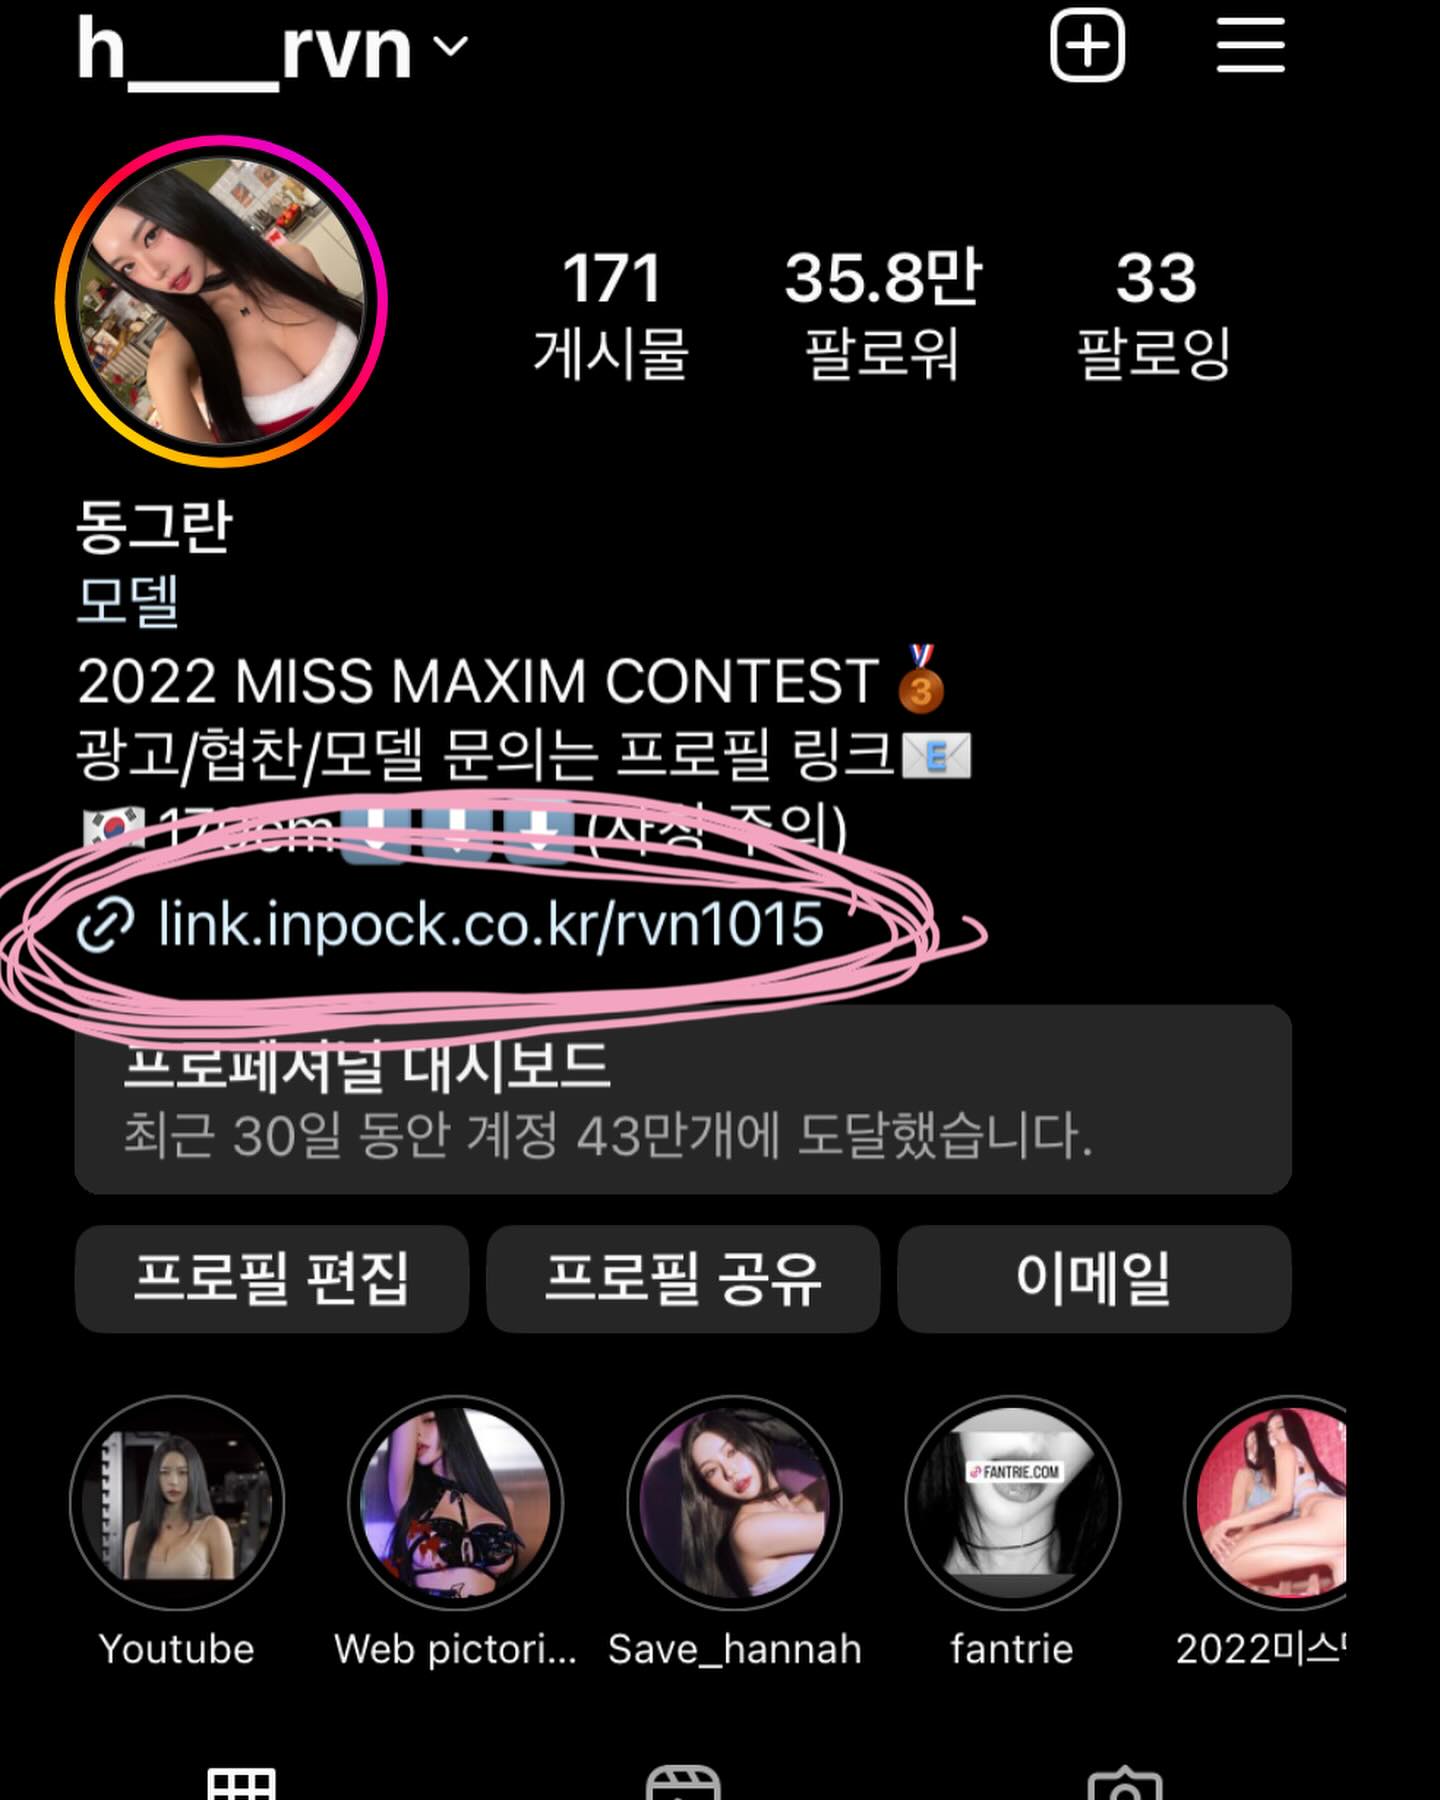 h____rvn
171 35.8만 33
게시물 팔로워 팔로잉
동그란
모델
2022 MISS MAXIM CONTEST 🥉
광고/협찬/모델 문의는 프로필 링크📧
🇰🇷 ⬇️⬇️⬇️(사칭 주의)
link.inpock.co.kr/rvn1015
프로페셔널 대시보드
최근 30일 동안 계정 43만개에 도달했습니다.
프로필 편집 프로필 공유 이메일
FANTRIE.COM
Youtube Web pictori... Save_hannah fantrie 2022미스